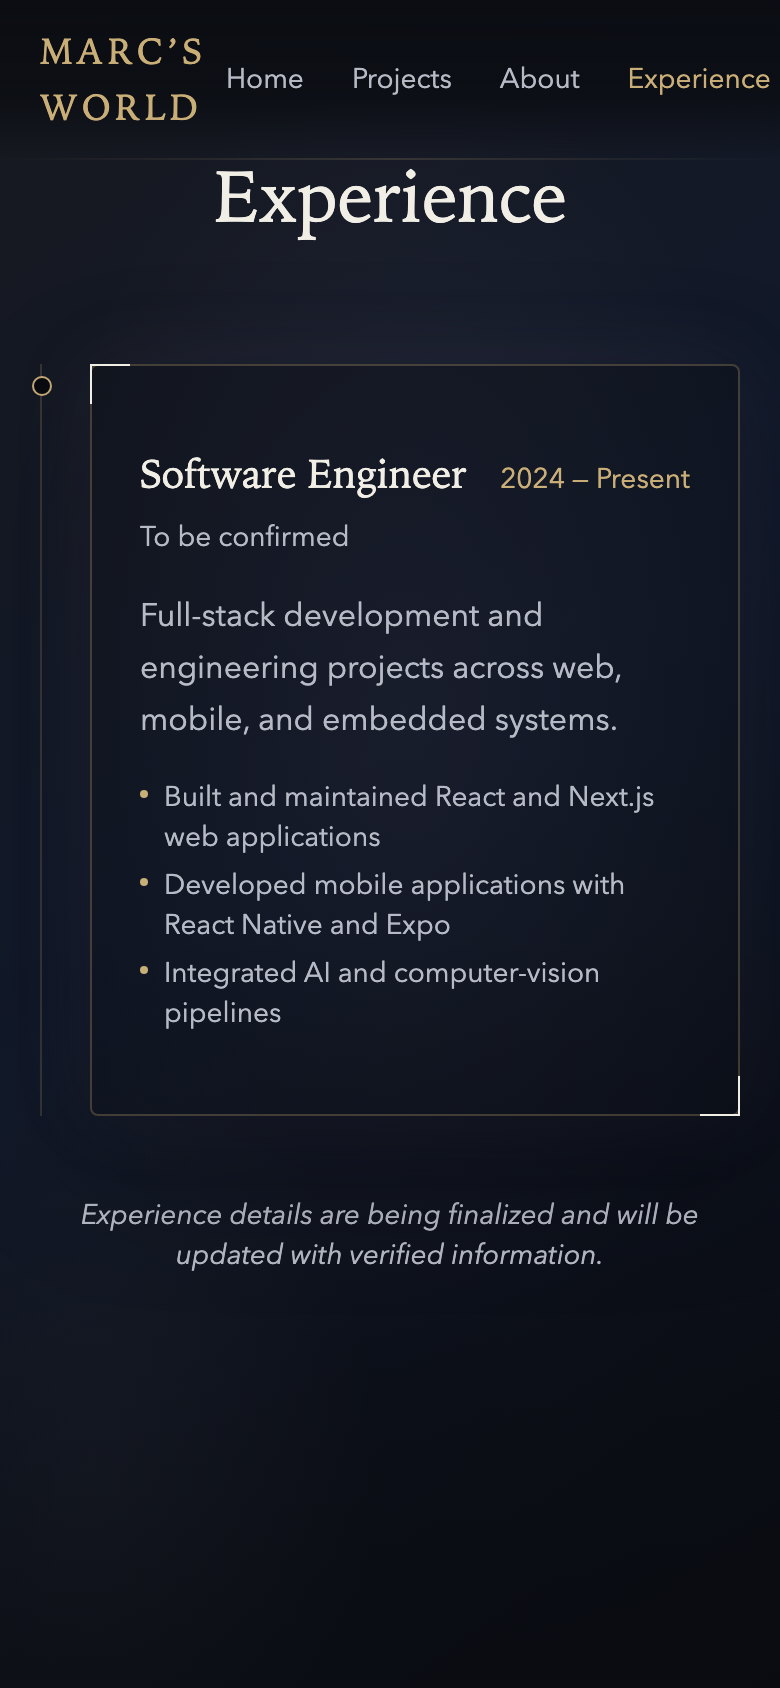 MARC’S
WORLD
Home Projects About Experience
Experience
Software Engineer 2024 – Present
To be confirmed
Full-stack development and
engineering projects across web,
mobile, and embedded systems.
Built and maintained React and Next.js
web applications
Developed mobile applications with
React Native and Expo
Integrated AI and computer-vision
pipelines
Experience details are being finalized and will be
updated with verified information.